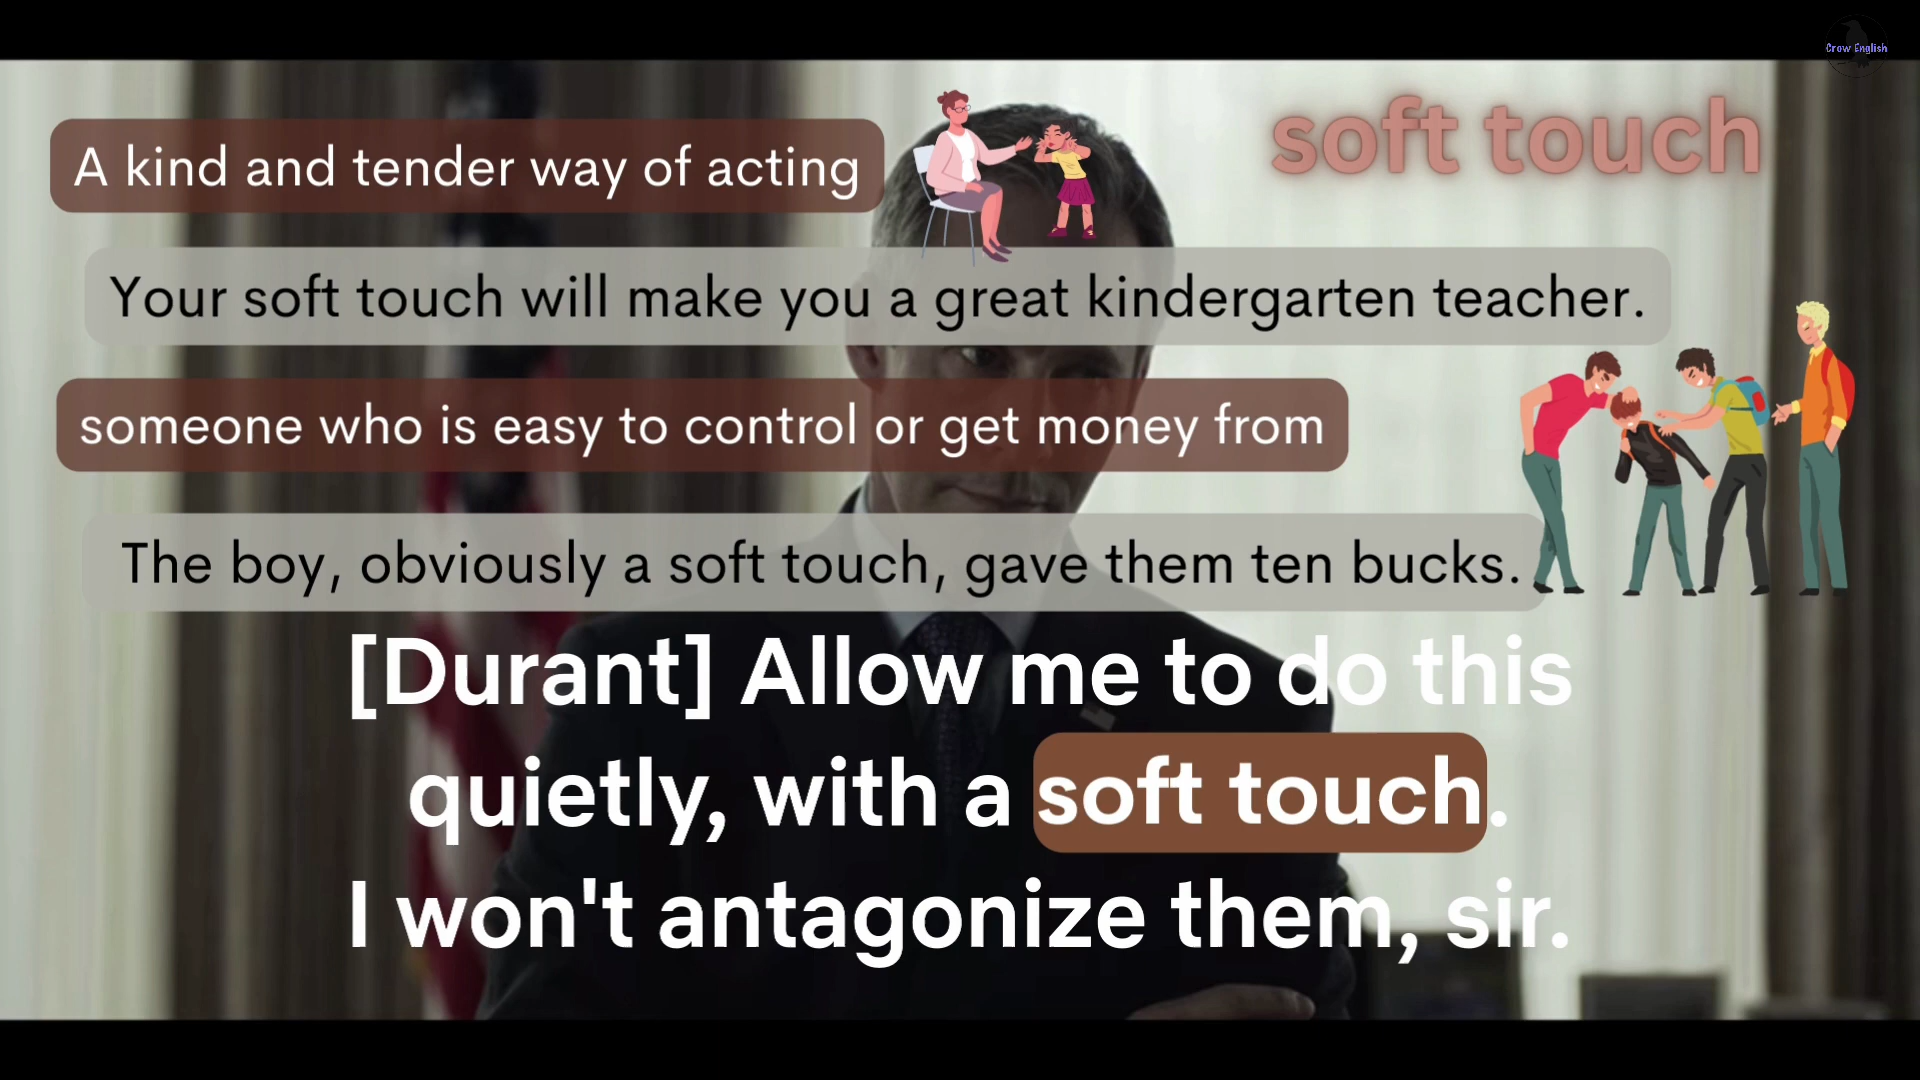 Crow English
soft touch
A kind and tender way of acting
Your soft touch will make you a great kindergarten teacher.
someone who is easy to control or get money from
The boy, obviously a soft touch, gave them ten bucks.
[Durant] Allow me to do this
quietly, with a soft touch.
I won't antagonize them, sir.